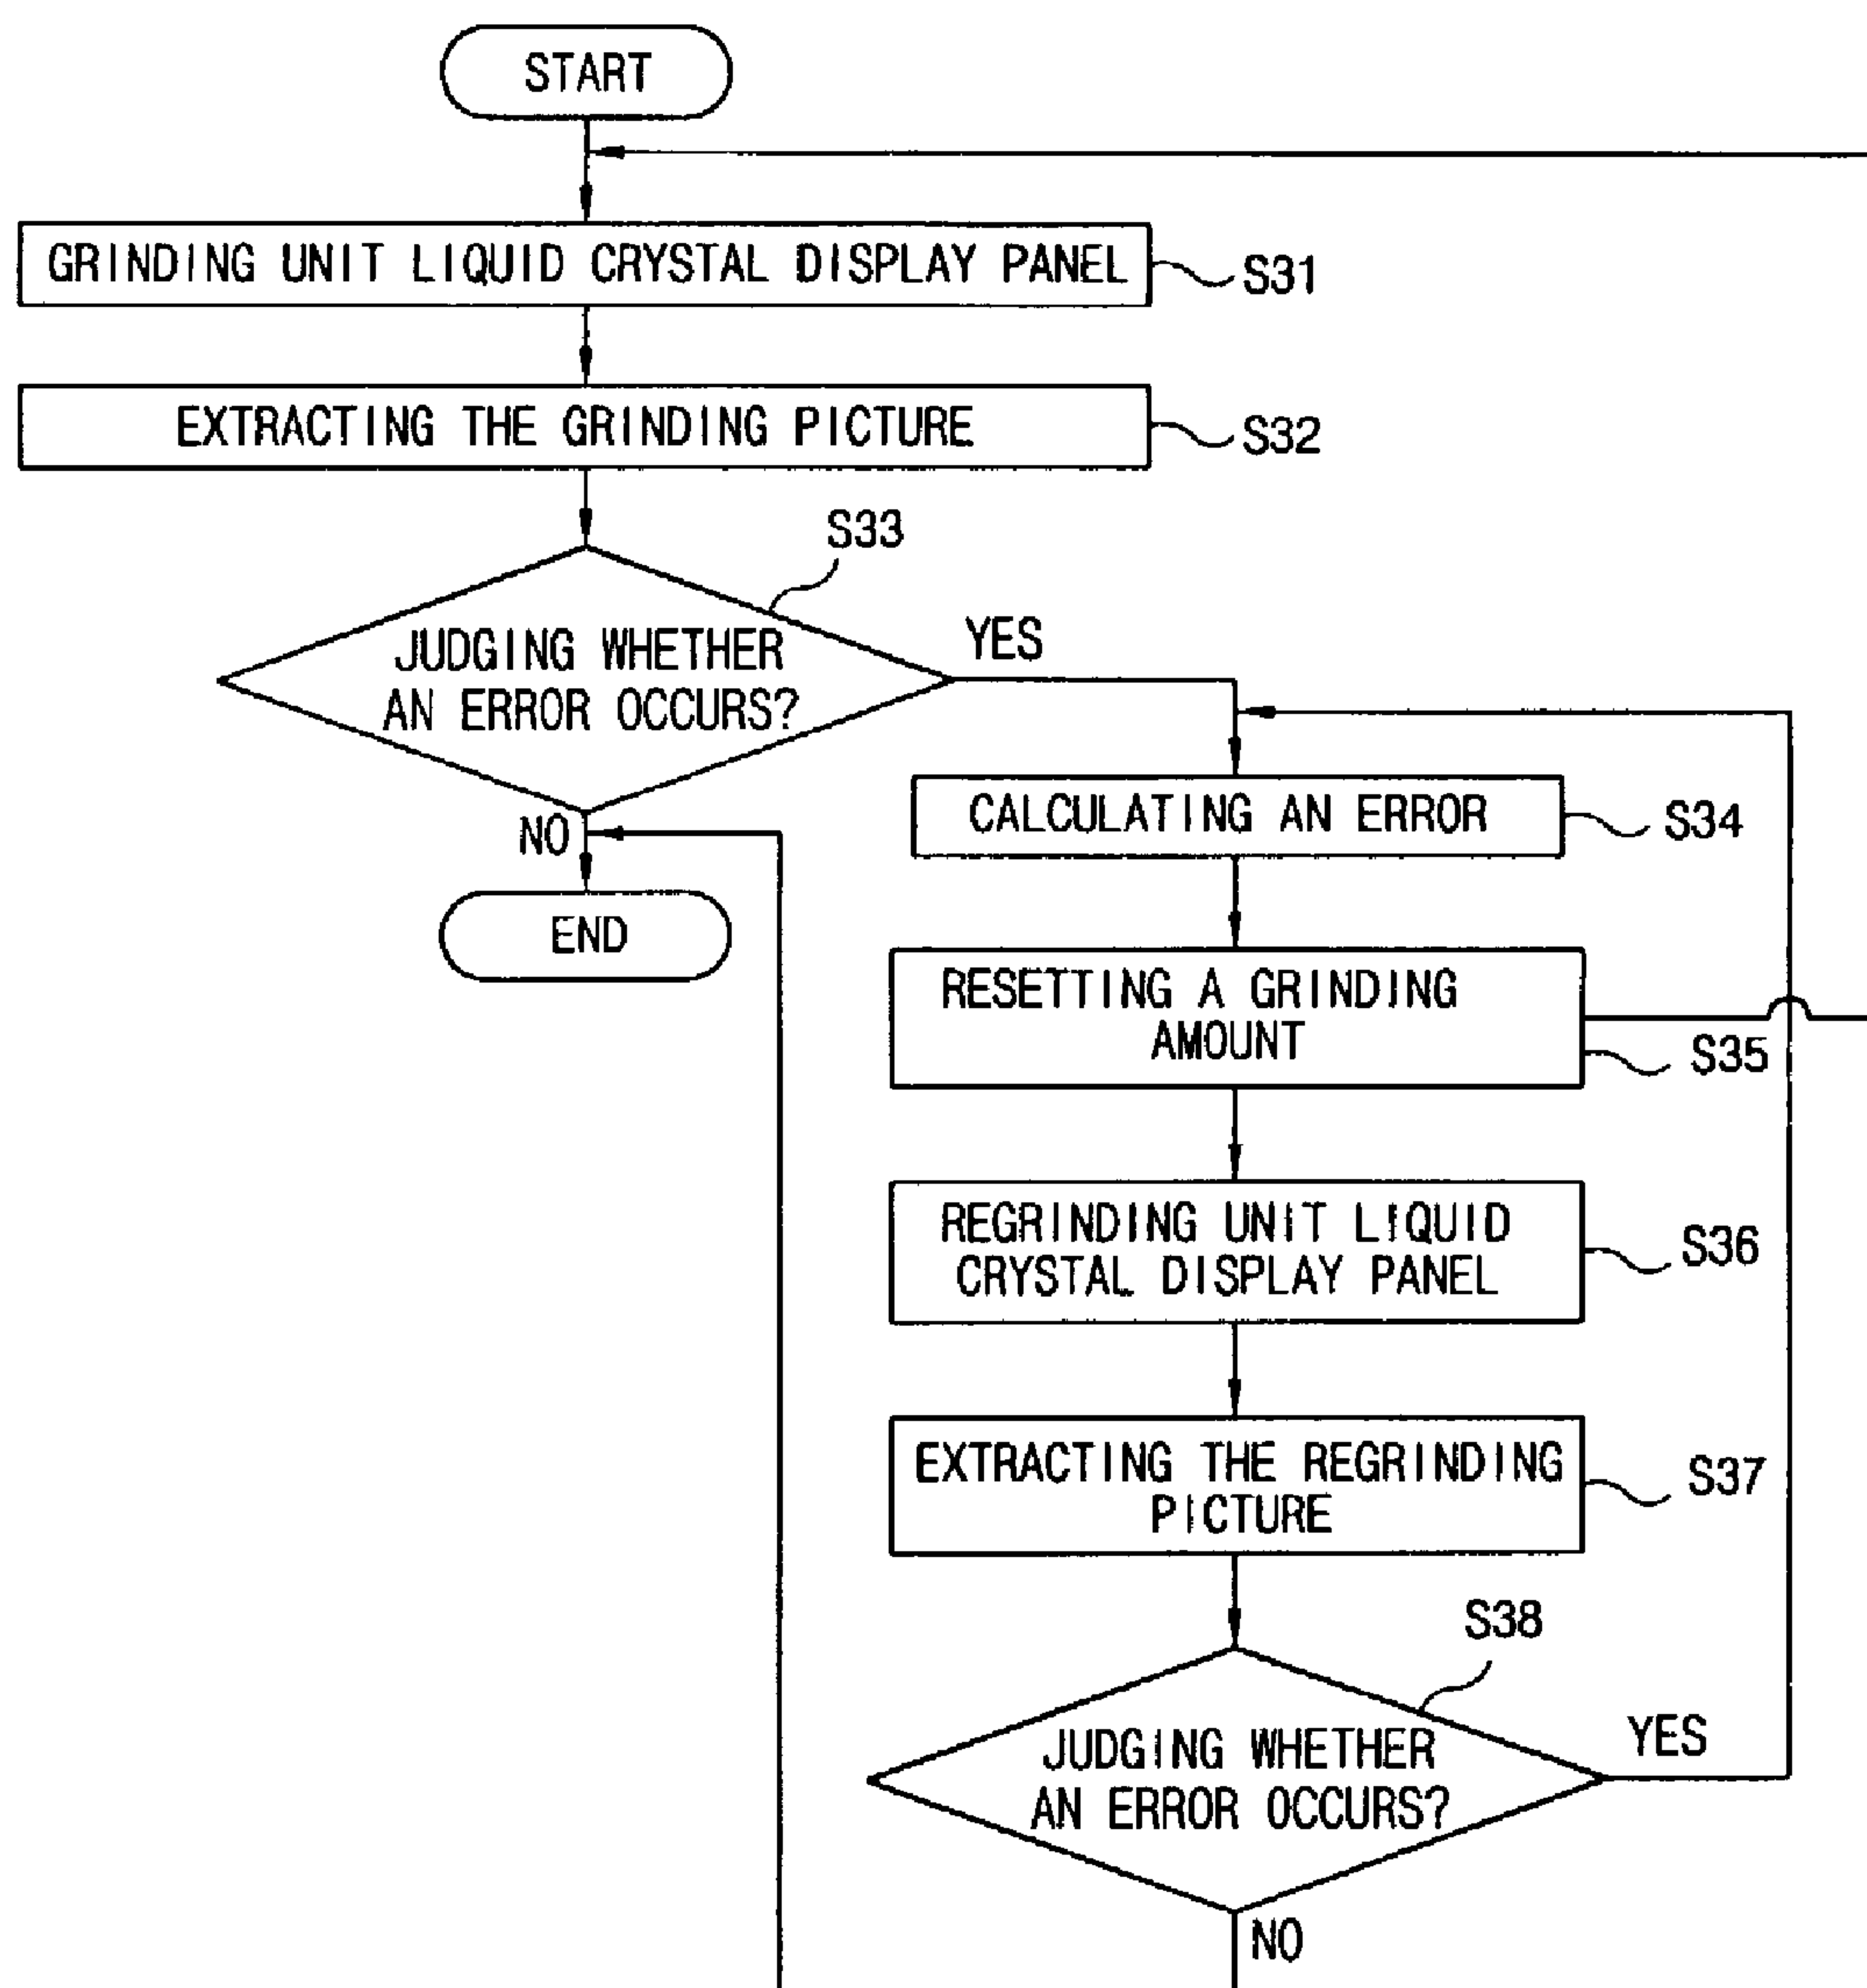 START
GRINDING UNIT LIQUID CRYSTAL DISPLAY PANEL
S31
EXTRACTING THE GRINDING PICTURE
S32
S33
JUDGING WHETHER
AN ERROR OCCURS?
YES
NO
END
CALCULATING AN ERROR
S34
RESETTING A GRINDING
AMOUNT
S35
REGRINDING UNIT LIQUID
CRYSTAL DISPLAY PANEL
S36
EXTRACTING THE REGRINDING
PICTURE
S37
S38
JUDGING WHETHER
AN ERROR OCCURS?
YES
NO